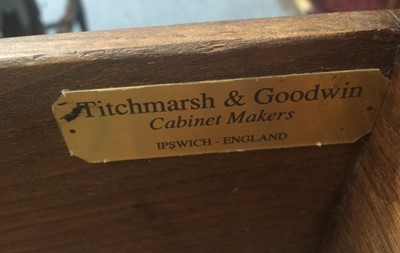 Titchmarsh & Goodwin
Cabinet Makers
IPSWICH - ENGLAND